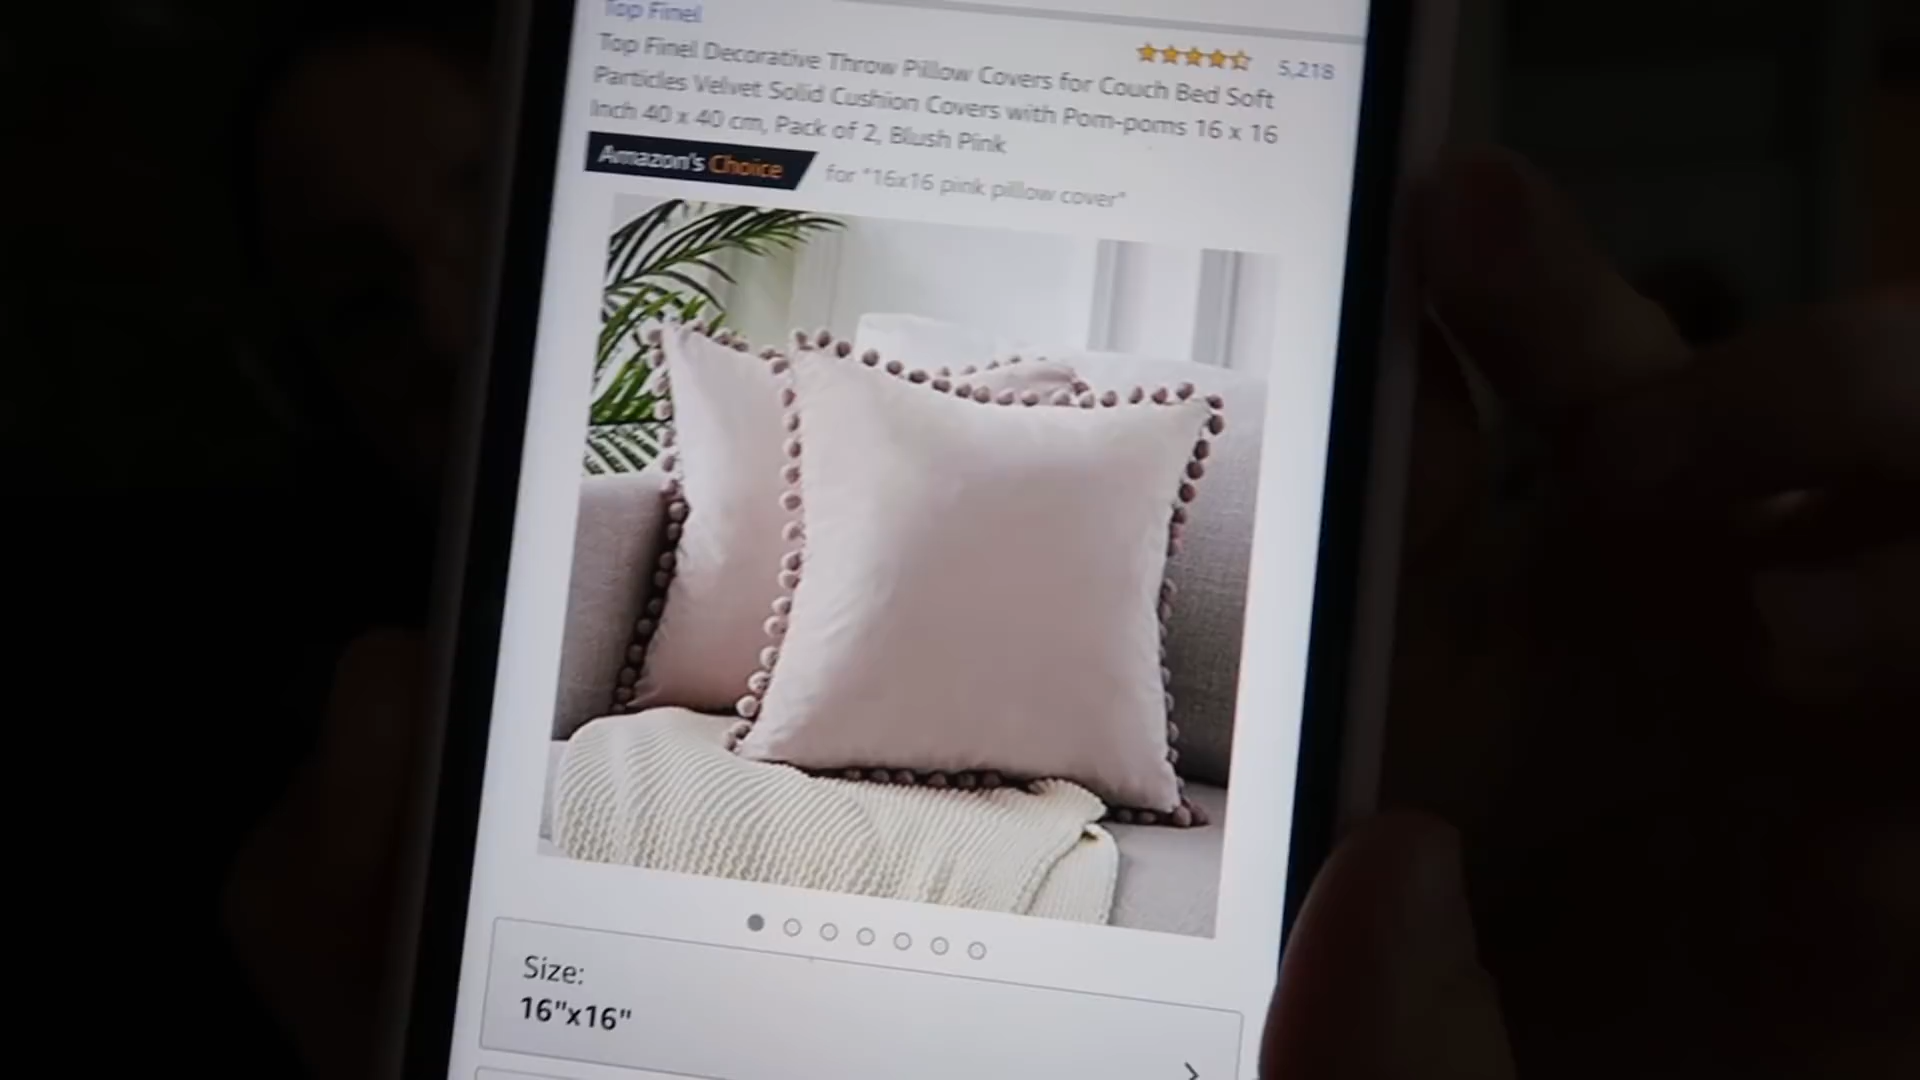 Top Finel
5,218
Top Finel Decorative Throw Pillow Covers for Couch Bed Soft
Particles Velvet Solid Cushion Covers with Pom-poms 16 x 16
Inch 40 x 40 cm, Pack of 2, Blush Pink
Amazon's Choice for "16x16 pink pillow cover"
Size:
16"x16"